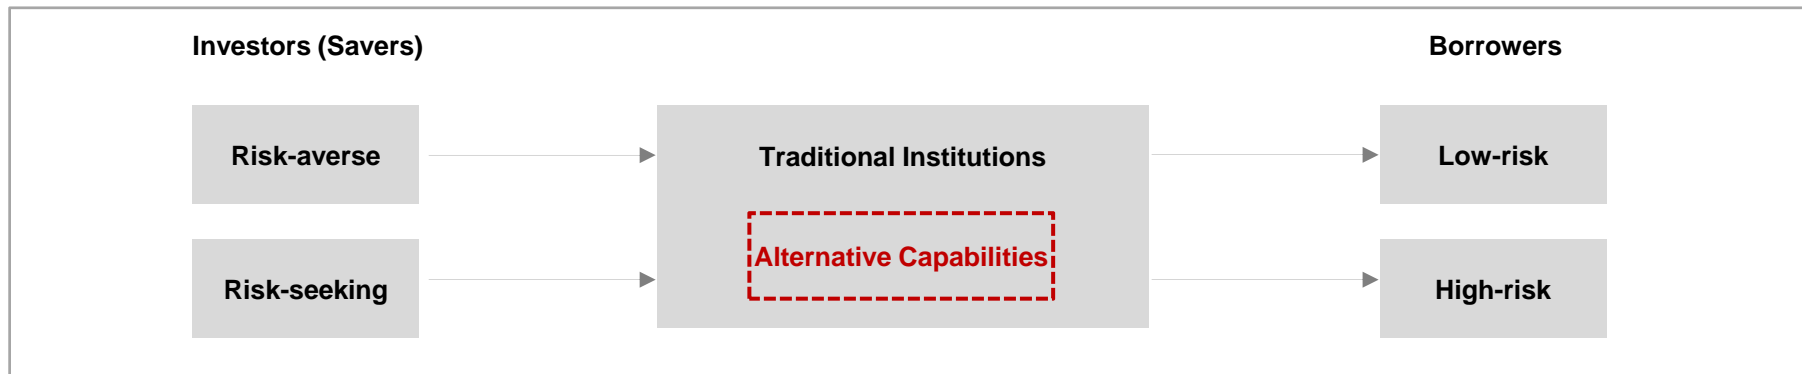 Investors (Savers)
Borrowers
Risk-averse
Traditional Institutions
Low-risk
Alternative Capabilities
Risk-seeking
High-risk